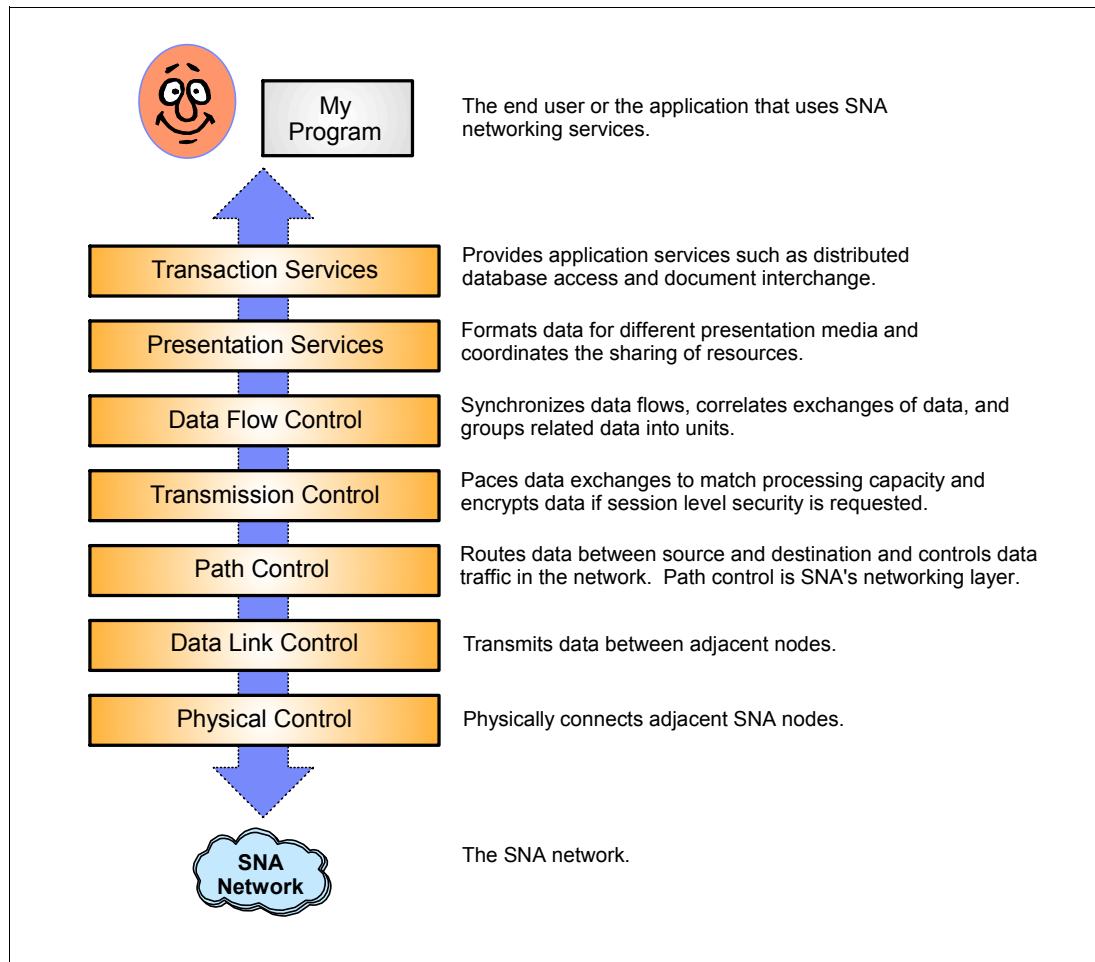 My
Program
The end user or the application that uses SNA
networking services.
Transaction Services
Provides application services such as distributed
database access and document interchange.
Presentation Services
Formats data for different presentation media and
coordinates the sharing of resources.
Data Flow Control
Synchronizes data flows, correlates exchanges of data, and
groups related data into units.
Transmission Control
Paces data exchanges to match processing capacity and
encrypts data if session level security is requested.
Path Control
Routes data between source and destination and controls data
traffic in the network.  Path control is SNA's networking layer.
Data Link Control
Transmits data between adjacent nodes.
Physical Control
Physically connects adjacent SNA nodes.
SNA
Network
The SNA network.